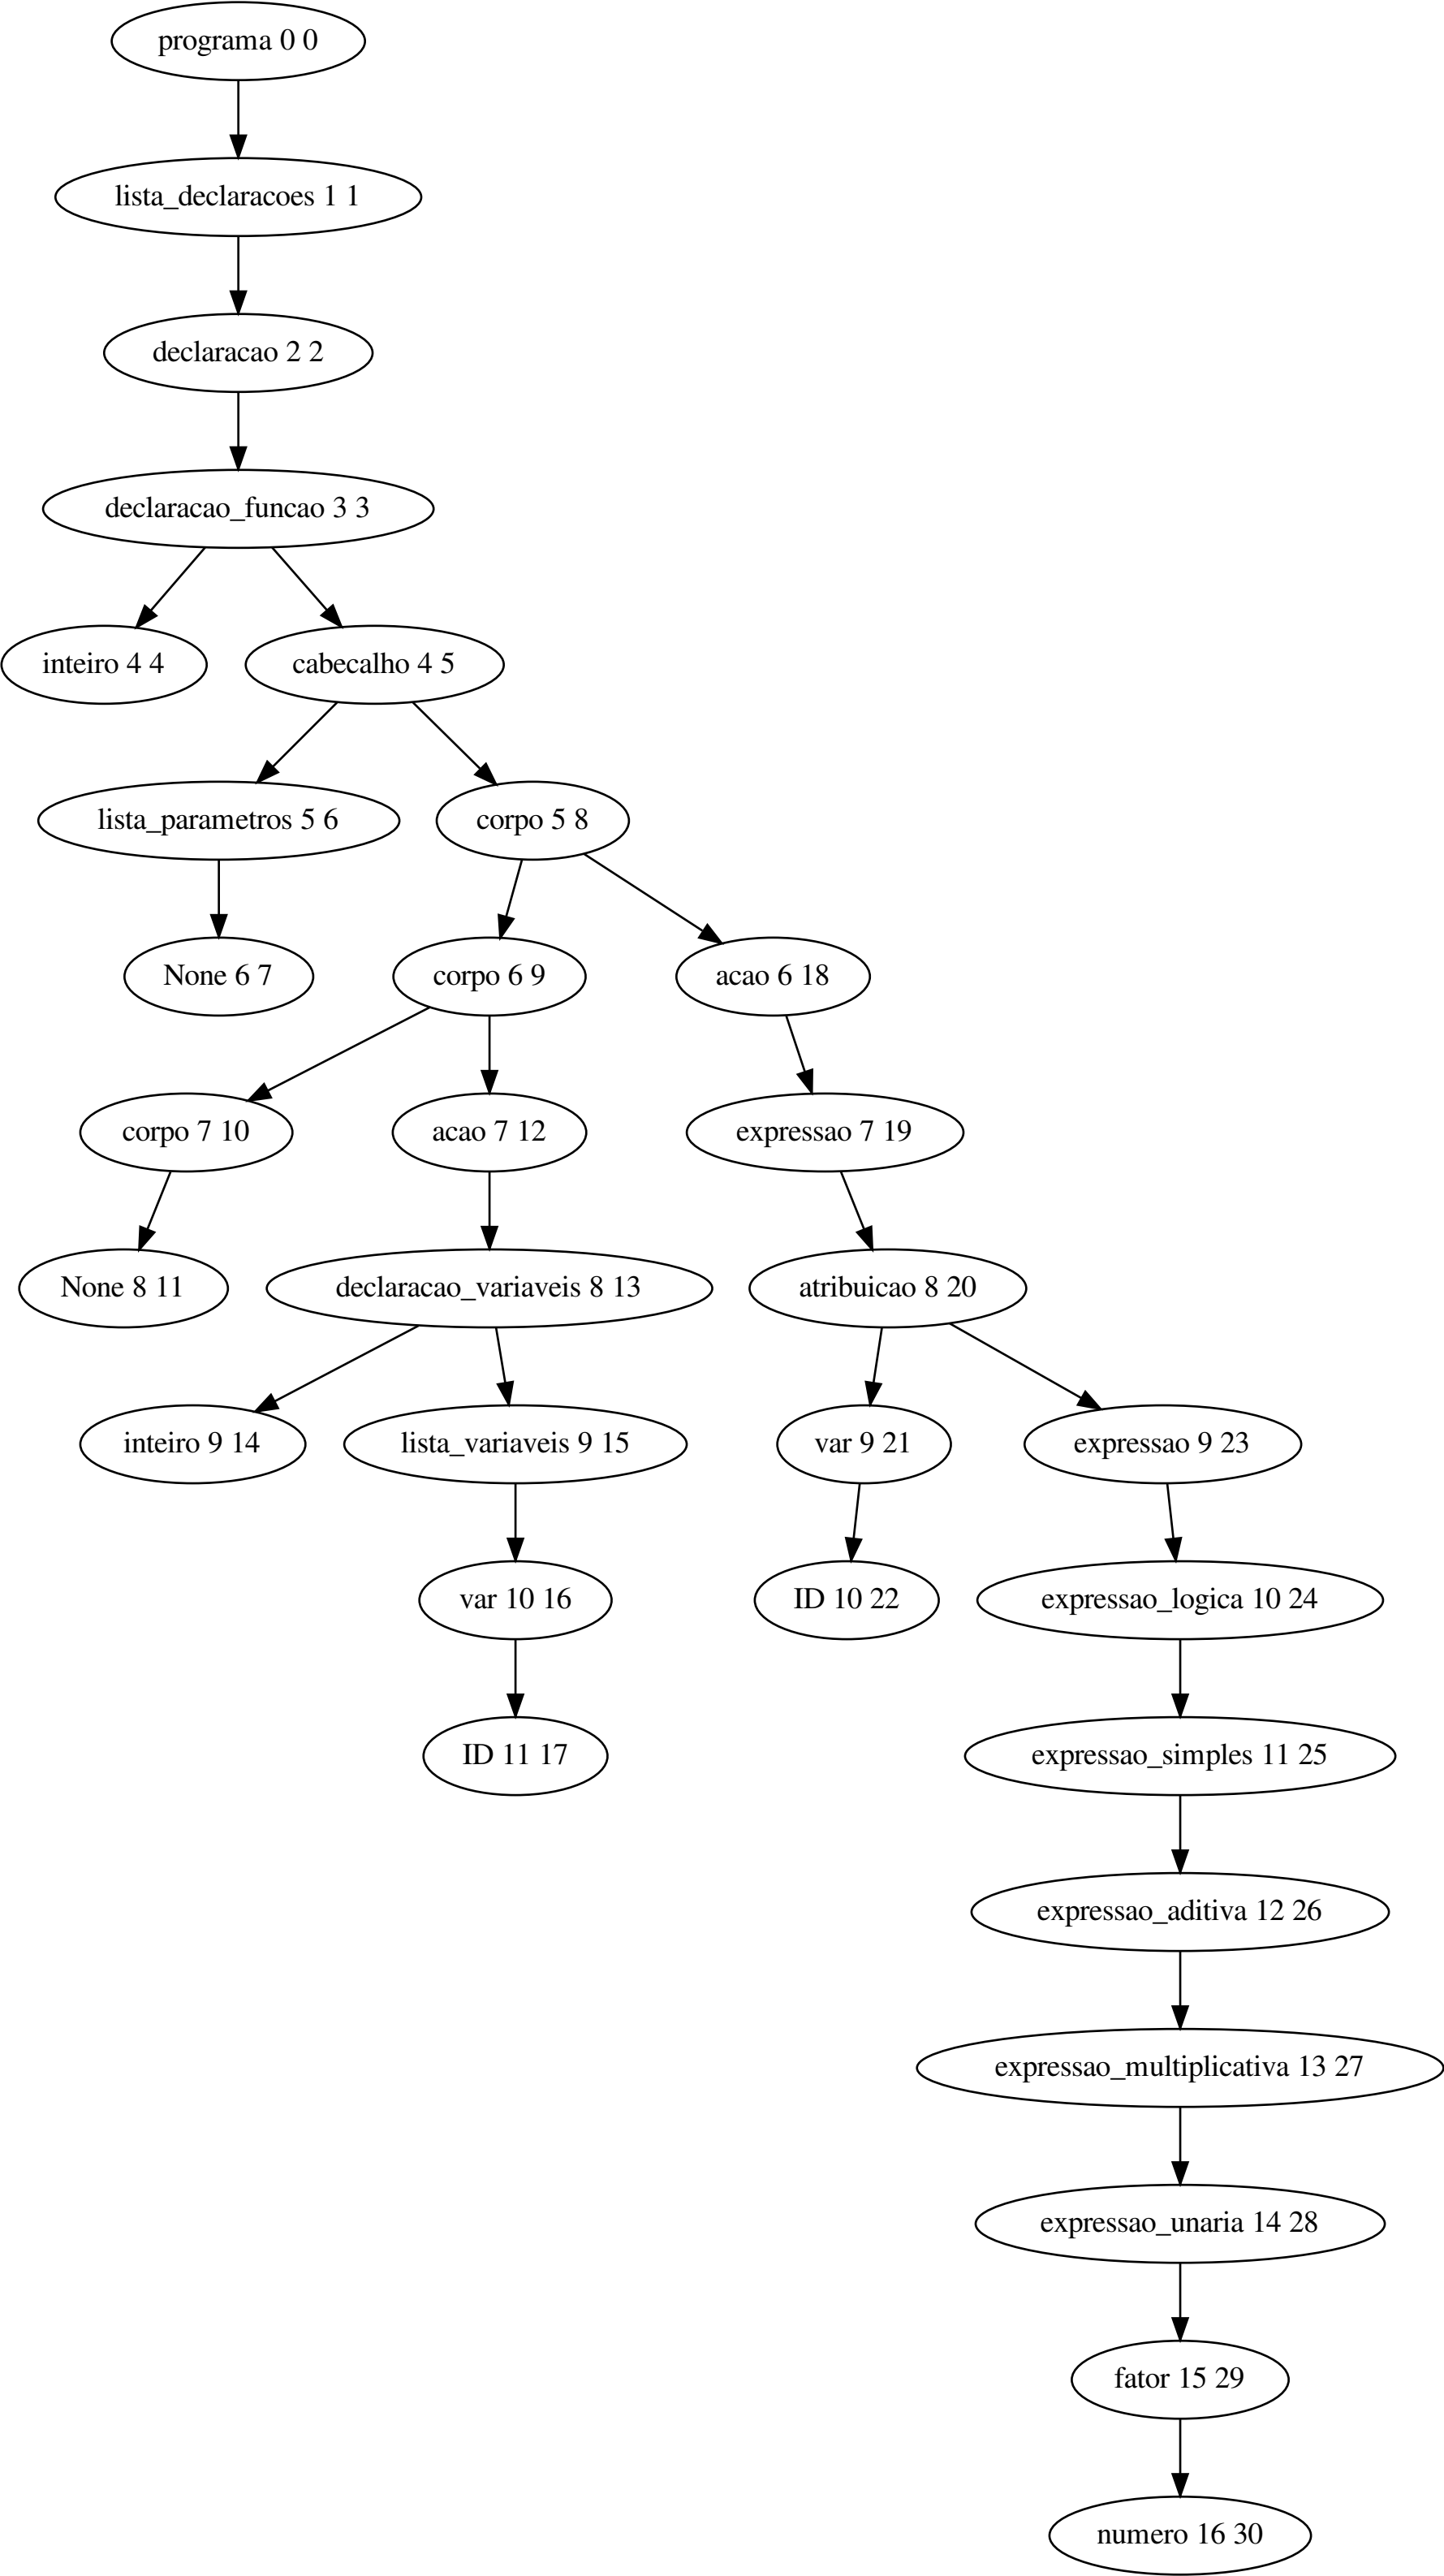 programa 0 0
lista_declaracoes 1 1
declaracao 2 2
declaracao_funcao 3 3
inteiro 4 4
cabecalho 4 5
lista_parametros 5 6
corpo 5 8
None 6 7
corpo 6 9
acao 6 18
corpo 7 10
acao 7 12
expressao 7 19
None 8 11
declaracao_variaveis 8 13
atribuicao 8 20
inteiro 9 14
lista_variaveis 9 15
var 9 21
expressao 9 23
var 10 16
ID 10 22
expressao_logica 10 24
ID 11 17
expressao_simples 11 25
expressao_aditiva 12 26
expressao_multiplicativa 13 27
expressao_unaria 14 28
fator 15 29
numero 16 30